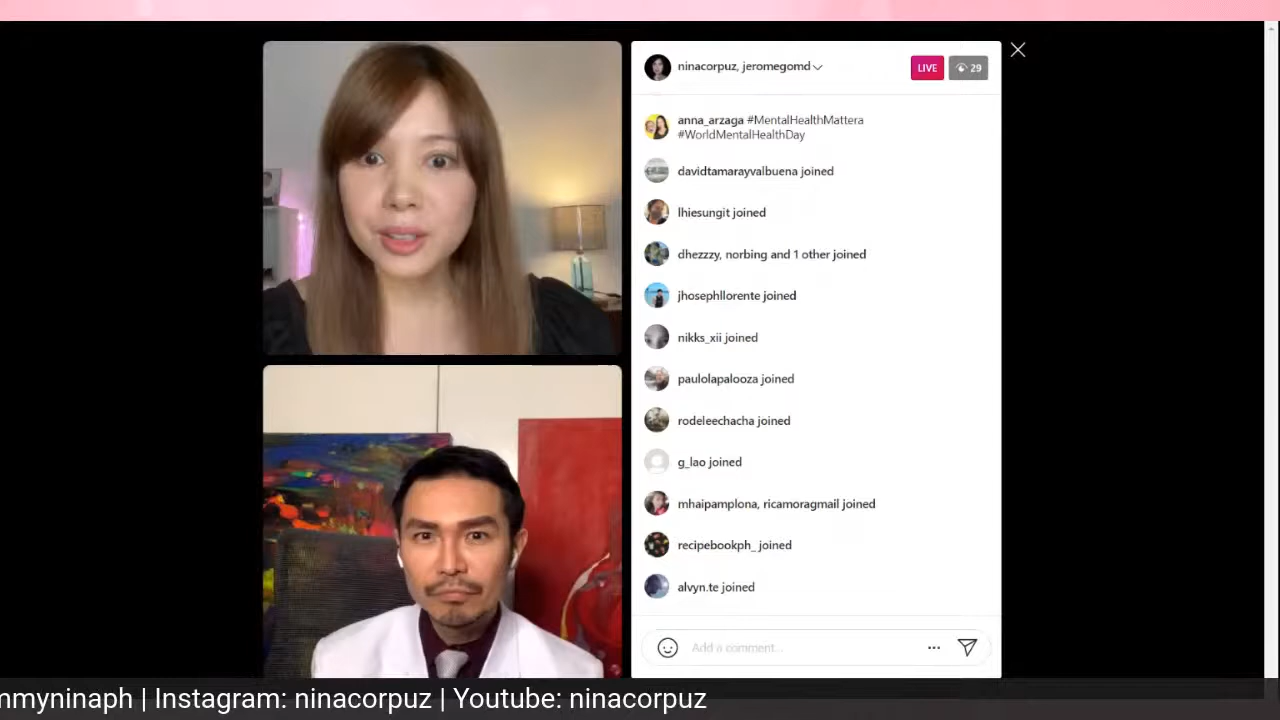 ninacorpuz, jeromegomd
LIVE
29
anna_arzaga #MentalHealthMattera
#WorldMentalHealthDay
davidtamarayvalbuena joined
lhiesungit joined
dhezzzy, norbing and 1 other joined
jhosephllorente joined
nikks_xii joined
paulolapalooza joined
rodeleechacha joined
g_lao joined
mhaipamplona, ricamoragmail joined
recipebookph_ joined
alvyn.te joined
Add a comment...
mmyninaph | Instagram: ninacorpuz | Youtube: ninacorpuz